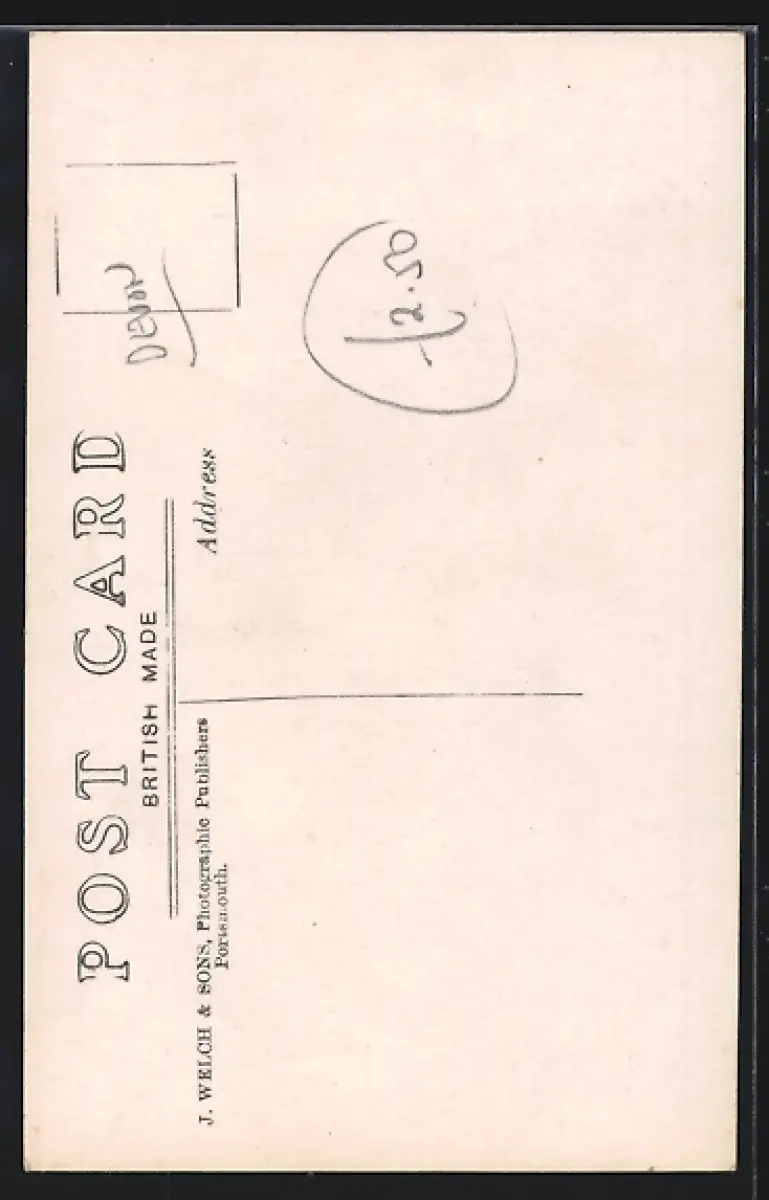 POST CARD
BRITISH MADE
J. WELCH & SONS, Photographic Publishers
Portsmouth.
Address
DEVON
£2.50